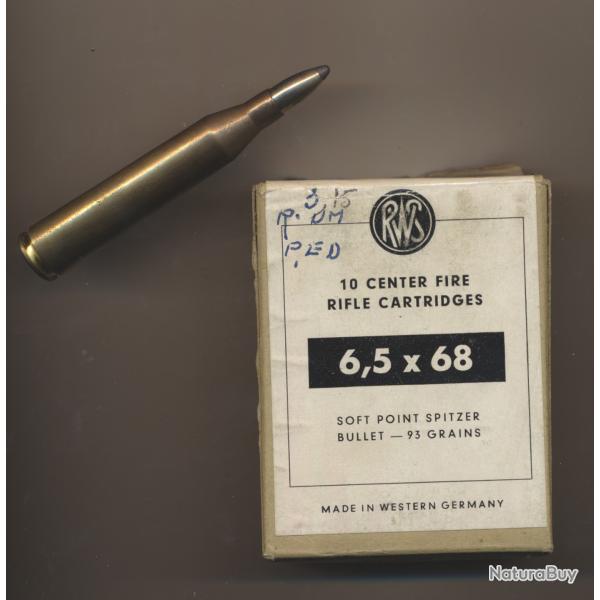 3,15
R. DM
P. ED
RWS
10 CENTER FIRE
RIFLE CARTRIDGES
6,5 x 68
SOFT POINT SPITZER
BULLET — 93 GRAINS
MADE IN WESTERN GERMANY
NaturaBuy